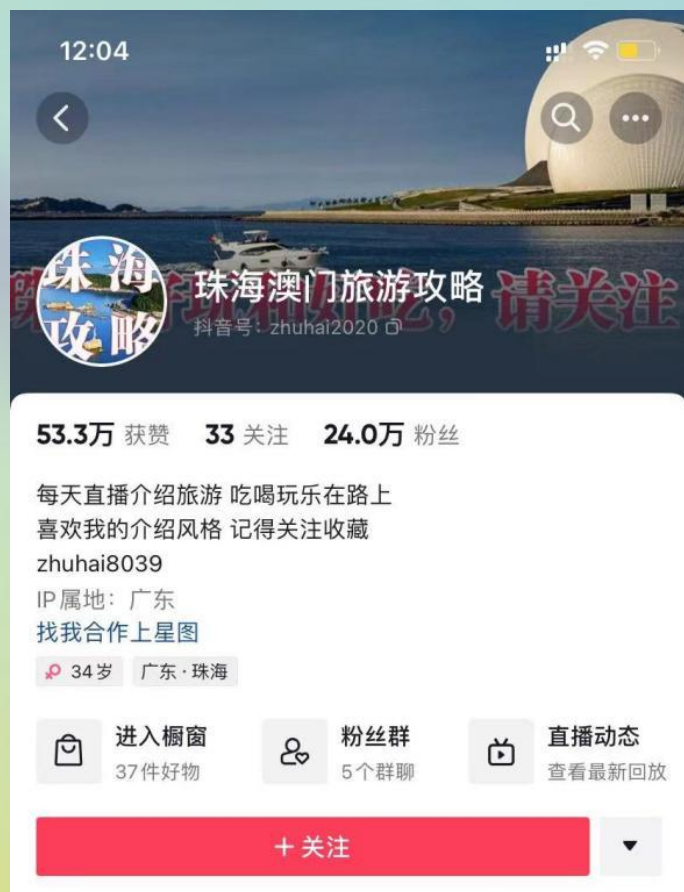 12:04
珠海
攻略
珠海澳门旅游攻略
抖音号：zhuhai2020
请关注
53.3万 获赞 33 关注 24.0万 粉丝
每天直播介绍旅游 吃喝玩乐在路上
喜欢我的介绍风格 记得关注收藏
zhuhai8039
IP属地：广东
找我合作上星图
34岁 广东·珠海
进入橱窗 粉丝群 直播动态
37件好物 5个群聊 查看最新回放
+ 关注